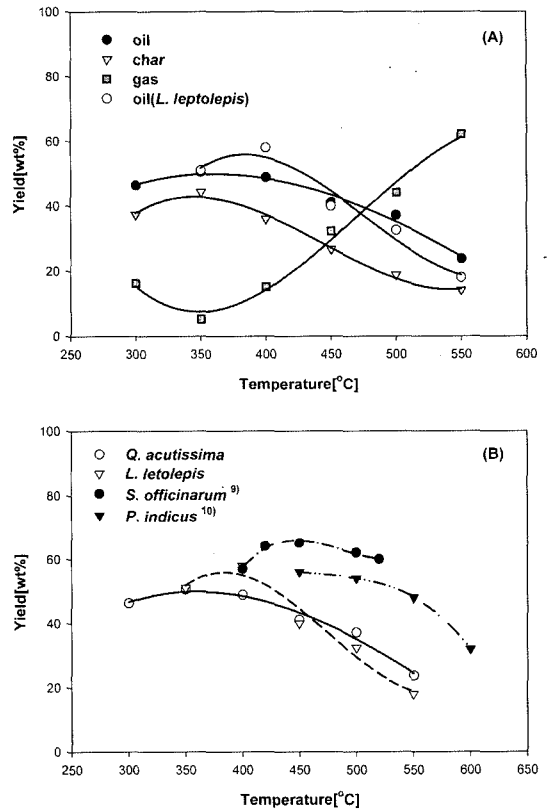 (A)
oil
char
gas
oil(L. leptolepis)
100
80
60
40
20
0
Yield[wt%]
250 300 350 400 450 500 550 600
Temperature[°C]
(B)
Q. acutissima
L. letolepis
S. officinarum 9)
P. indicus 10)
100
80
60
40
20
0
Yield[wt%]
250 300 350 400 450 500 550 600
Temperature[°C]